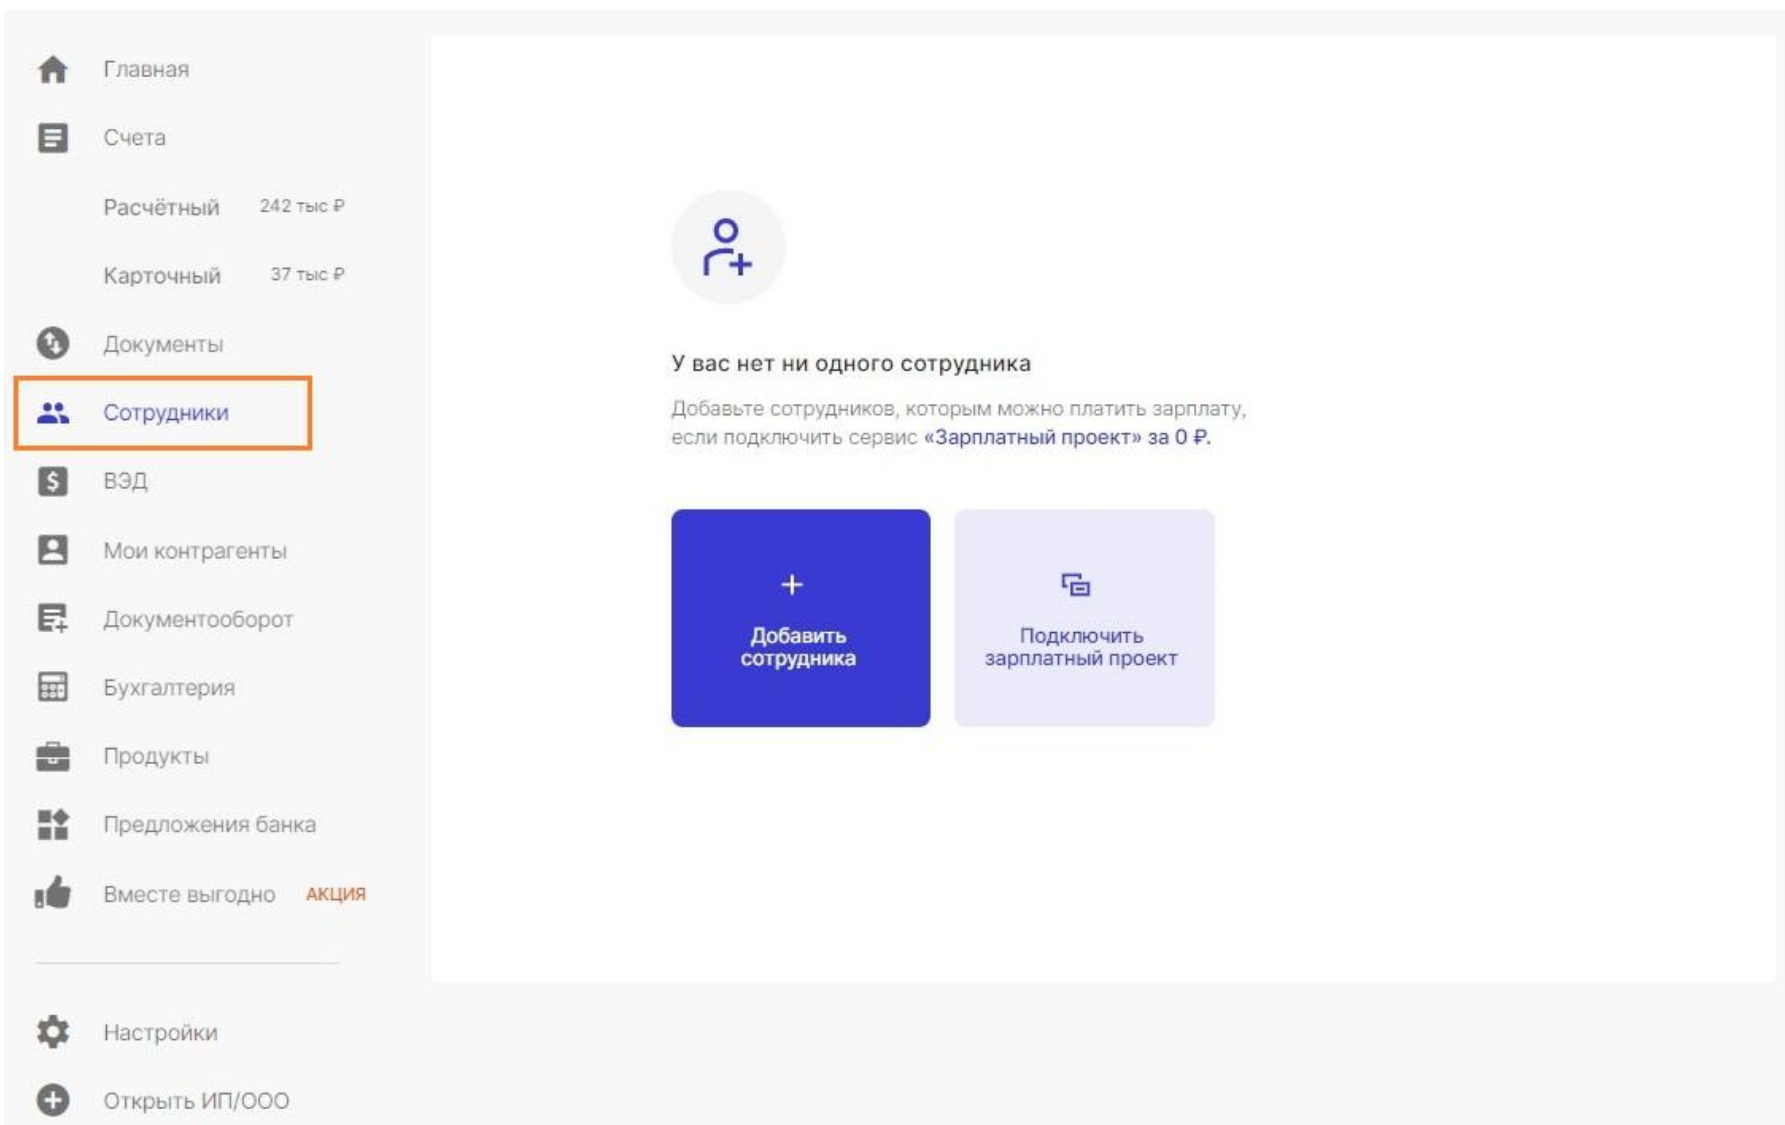 Главная
Счета
Расчётный 242 тыс ₽
Карточный 37 тыс ₽
Документы
Сотрудники
ВЭД
Мои контрагенты
Документооборот
Бухгалтерия
Продукты
Предложения банка
Вместе выгодно АКЦИЯ
Настройки
Открыть ИП/ООО
У вас нет ни одного сотрудника
Добавьте сотрудников, которым можно платить зарплату,
если подключить сервис «Зарплатный проект» за 0 ₽.
Добавить
сотрудника
Подключить
зарплатный проект